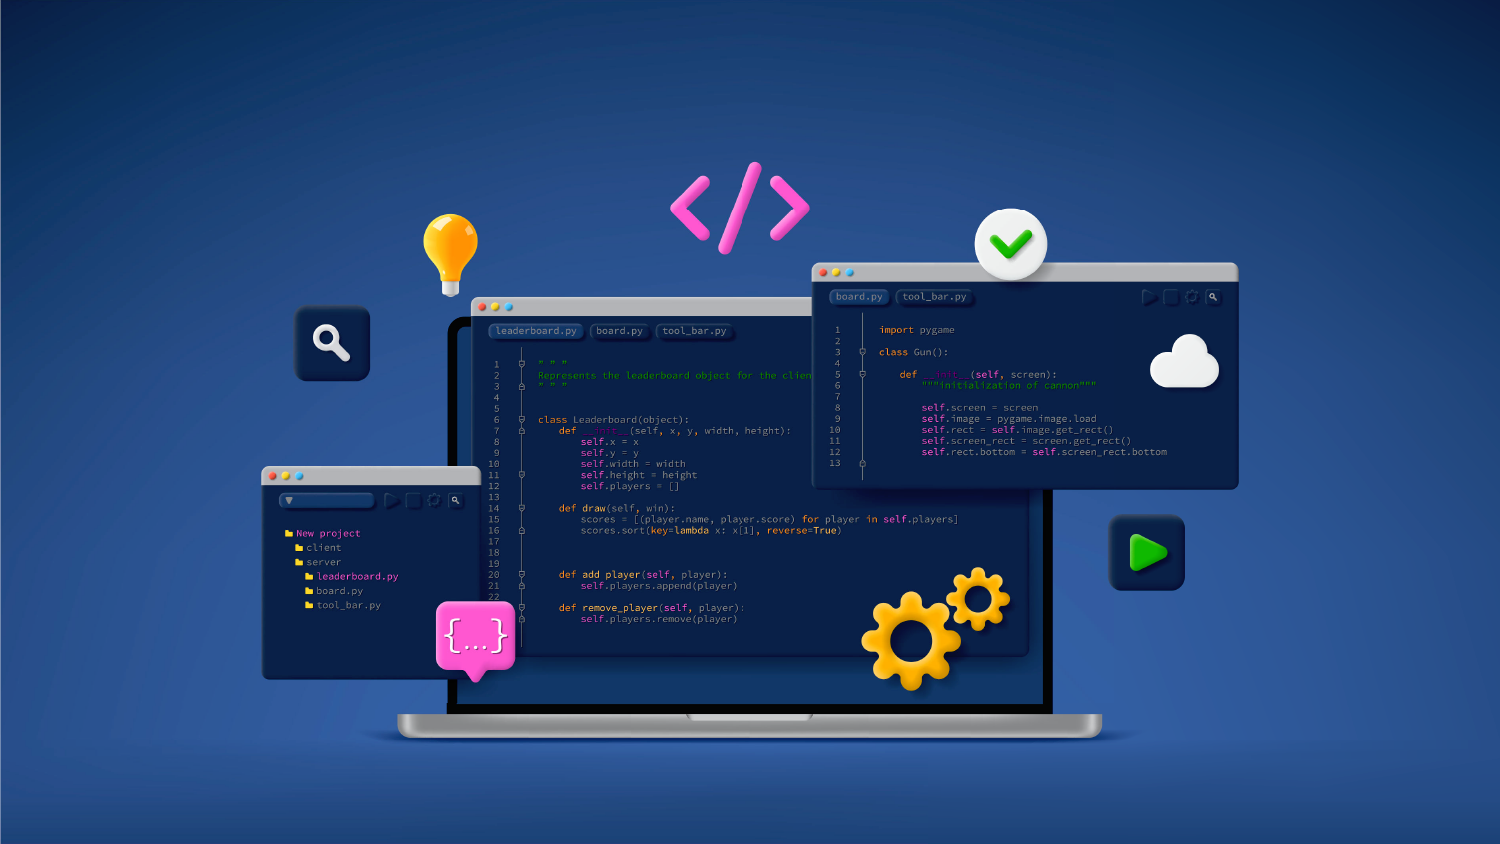 </>
board.py tool_bar.py
1 import pygame
2
3 class Gun():
4
5 def __init__(self, screen):
6 """initialization of cannon"""
7
8 self.screen = screen
9 self.image = pygame.image.load
10 self.rect = self.image.get_rect()
11 self.screen_rect = screen.get_rect()
12 self.rect.bottom = self.screen_rect.bottom
13
leaderboard.py board.py tool_bar.py
1 " " "
2 Represents the leaderboard object for the clien
3 " " "
4
5
6 class Leaderboard(object):
7 def __init__(self, x, y, width, height):
8 self.x = x
9 self.y = y
10 self.width = width
11 self.height = height
12 self.players = []
13
14 def draw(self, win):
15 scores = [(player.name, player.score) for player in self.players]
16 scores.sort(key=lambda x: x[1], reverse=True)
17
18
19
20 def add player(self, player):
21 self.players.append(player)
22
def remove_player(self, player):
self.players.remove(player)
New project
client
server
leaderboard.py
board.py
tool_bar.py
{...}